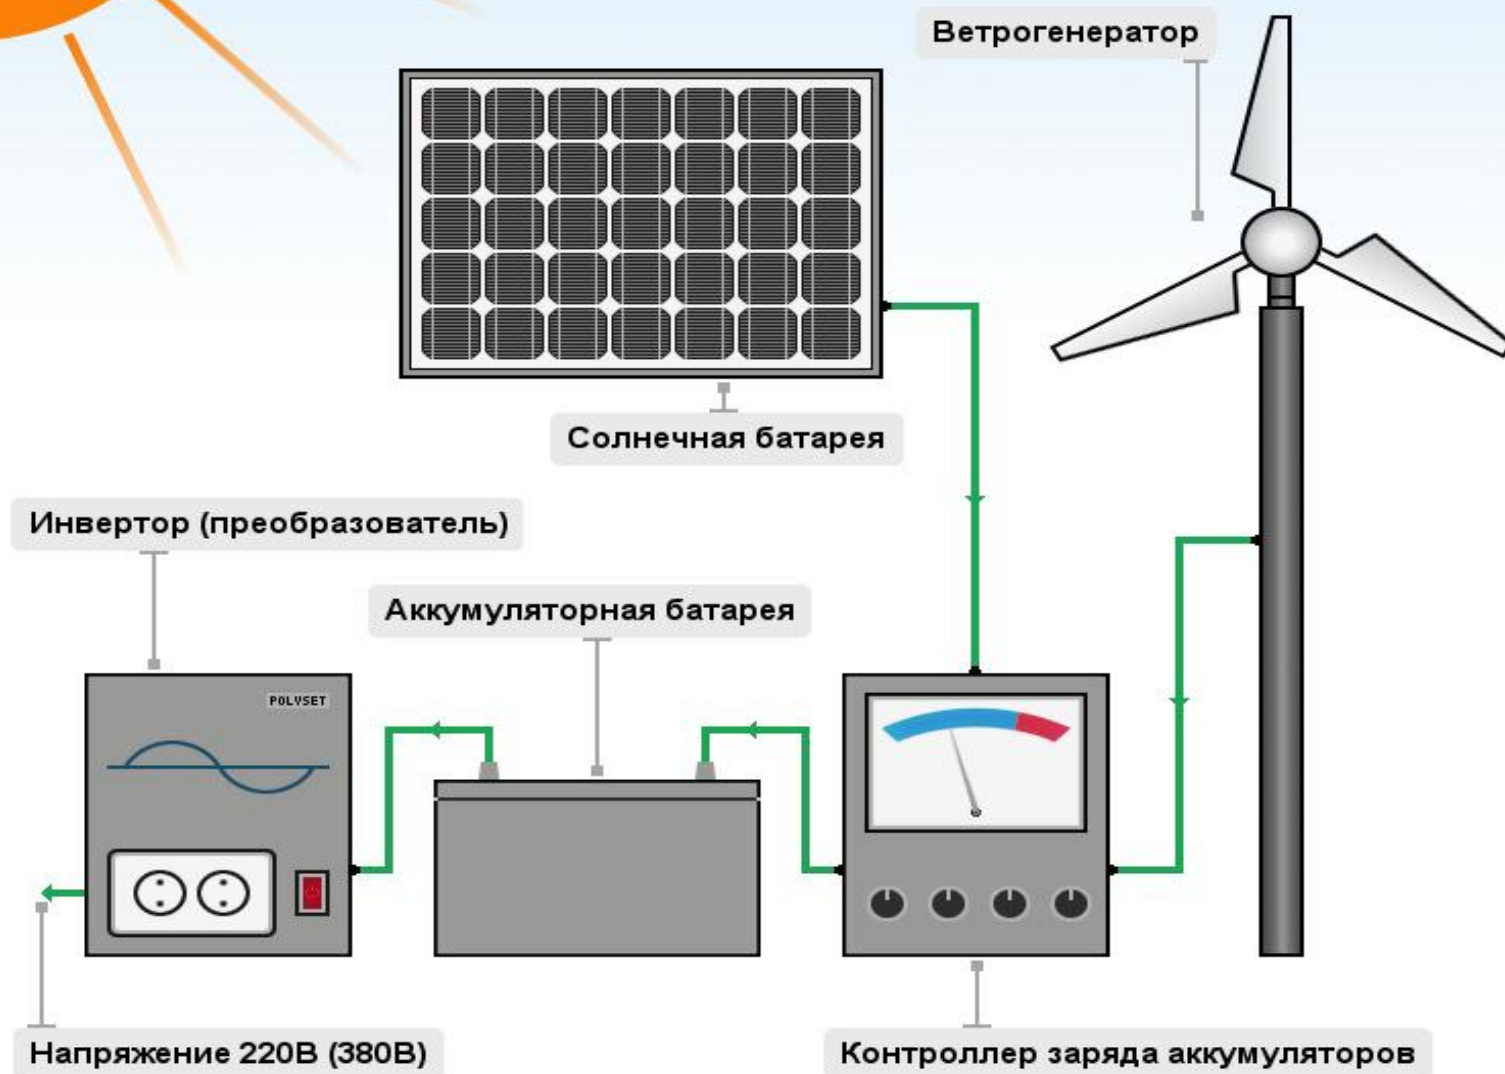 Ветрогенератор
Солнечная батарея
Инвертор (преобразователь)
Аккумуляторная батарея
POLYSET
Напряжение 220В (380В)
Контроллер заряда аккумуляторов